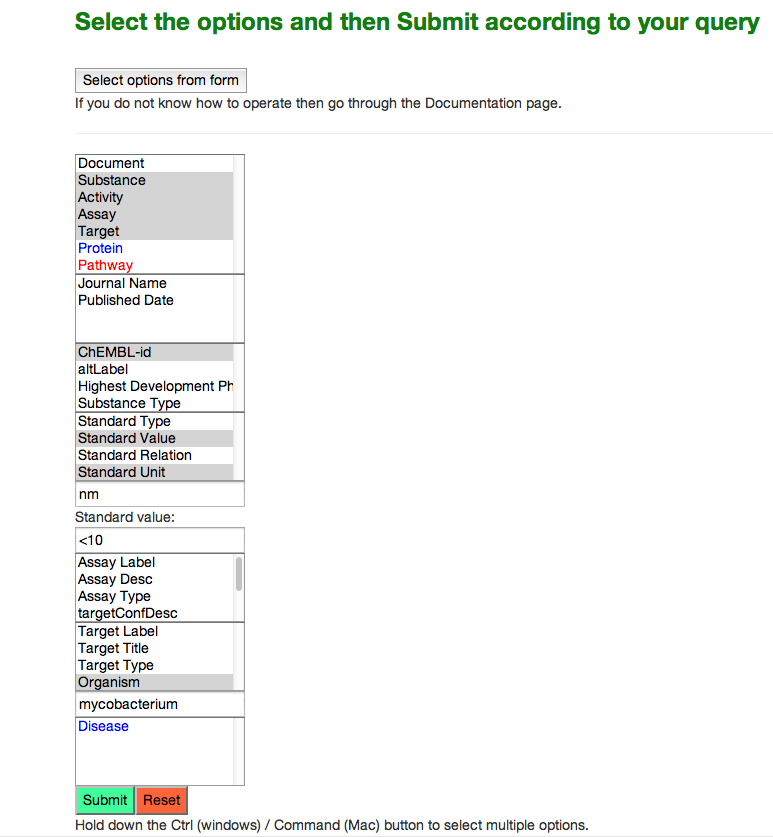 Select the options and then Submit according to your query
Select options from form
If you do not know how to operate then go through the Documentation page.
Document
Substance
Activity
Assay
Target
Protein
Pathway
Journal Name
Published Date
ChEMBL-id
altLabel
Highest Development Ph
Substance Type
Standard Type
Standard Value
Standard Relation
Standard Unit
nm
Standard value:
<10
Assay Label
Assay Desc
Assay Type
targetConfDesc
Target Label
Target Title
Target Type
Organism
mycobacterium
Disease
Submit Reset
Hold down the Ctrl (windows) / Command (Mac) button to select multiple options.